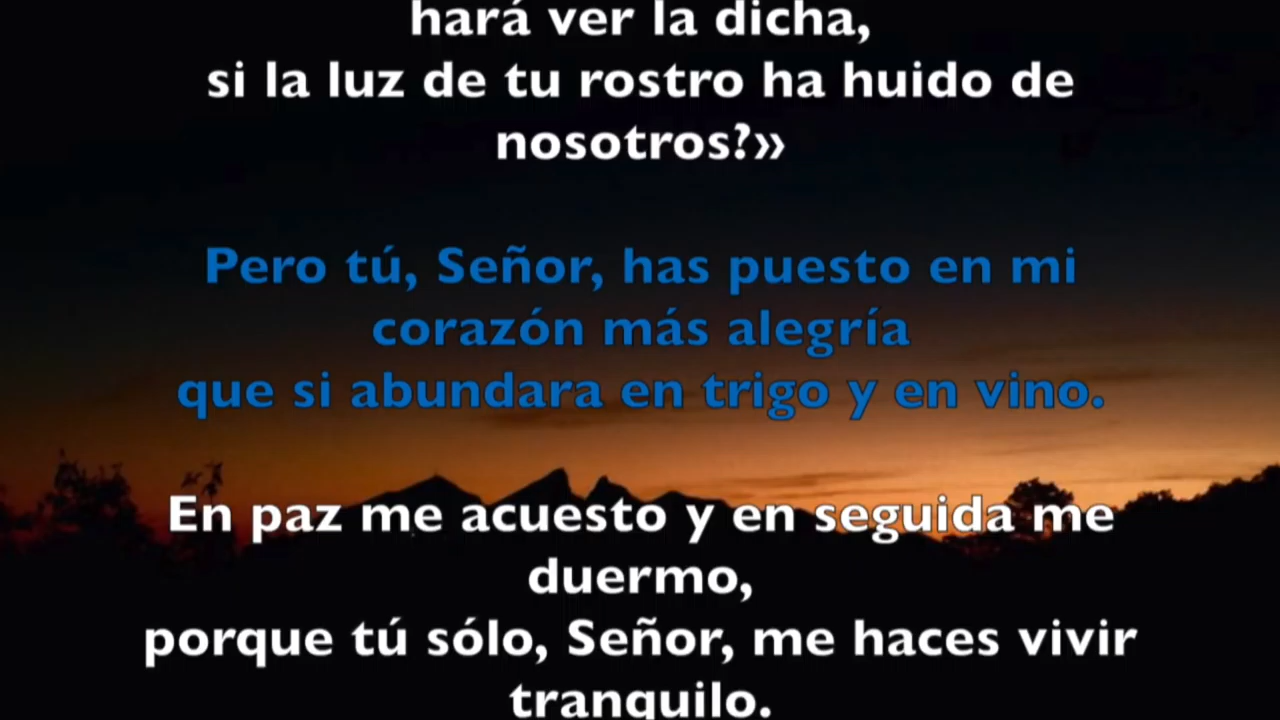 hará ver la dicha,
si la luz de tu rostro ha huido de
nosotros?»
Pero tú, Señor, has puesto en mi
corazón más alegría
que si abundara en trigo y en vino.
En paz me acuesto y en seguida me
duermo,
porque tú sólo, Señor, me haces vivir
tranquilo.